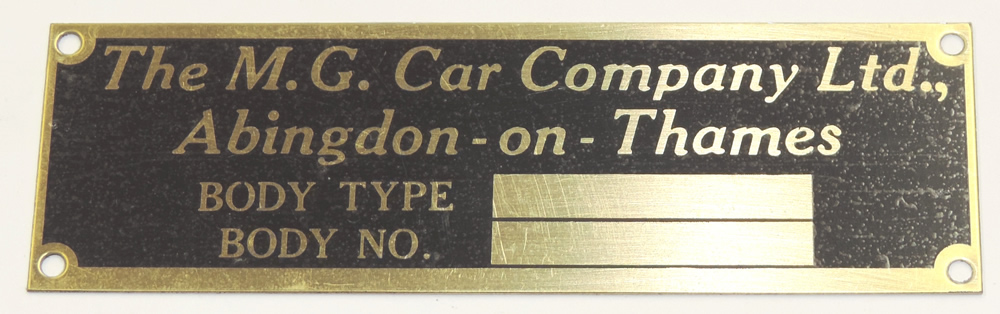 The M.G. Car Company Ltd.,
Abingdon-on-Thames
BODY TYPE
BODY NO.